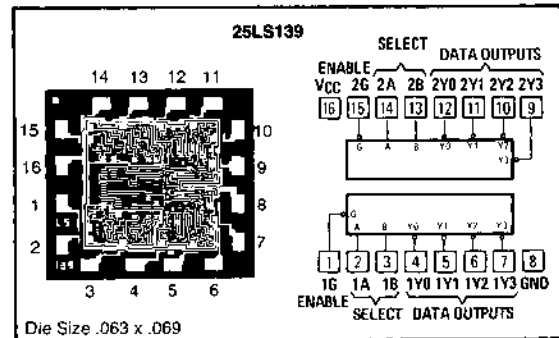 25LS139
14 13 12 11
15
16
1
2
10
9
8
7
3 4 5 6
Die Size .063 x .069
SELECT
ENABLE DATA OUTPUTS
VCC 2G 2A 2B 2Y0 2Y1 2Y2 2Y3
16 15 14 13 12 11 10 9
G A B Y0 Y1 Y2
Y3
G
A B Y0 Y1 Y2 Y3
1 2 3 4 5 6 7 8
1G 1A 1B 1Y0 1Y1 1Y2 1Y3 GND
ENABLE
SELECT DATA OUTPUTS